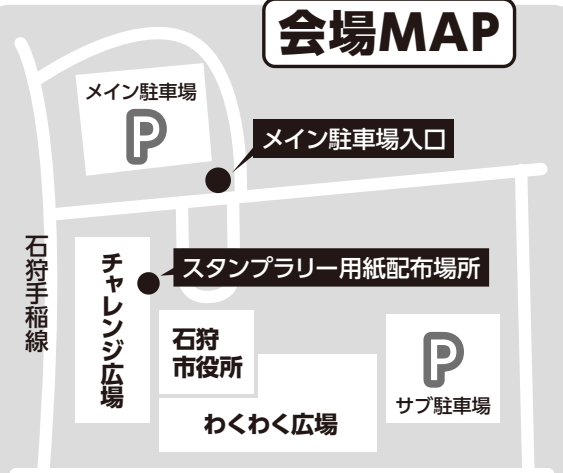 会場MAP
メイン駐車場
P
メイン駐車場入口
石狩手稲線
チャレンジ広場
スタンプラリー用紙配布場所
石狩
市役所
わくわく広場
P
サブ駐車場